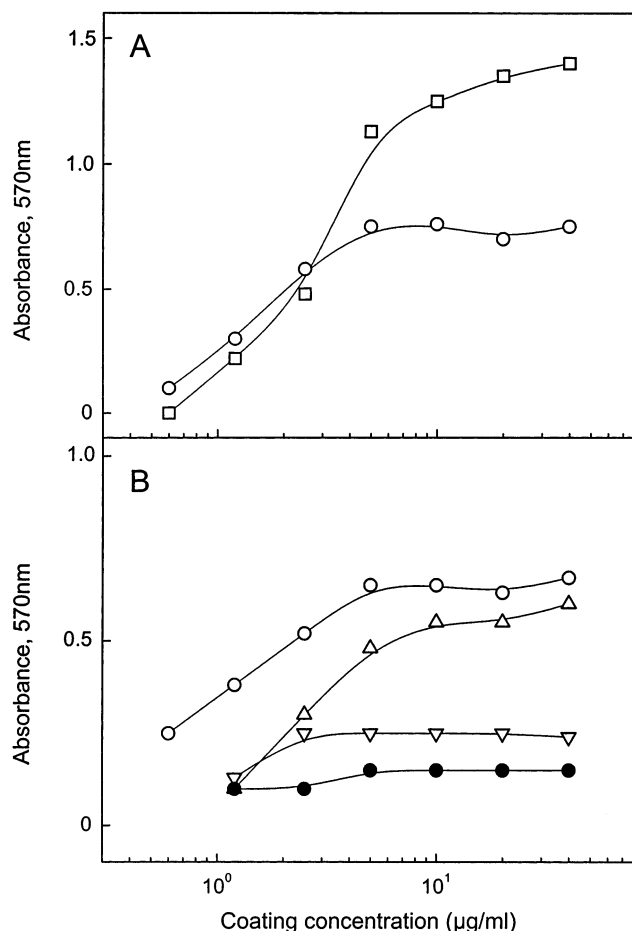 A
1.5
1.0
0.5
0
Absorbance, 570nm
B
1.0
0.5
0
Absorbance, 570nm
10⁰ 10¹
Coating concentration (μg/ml)